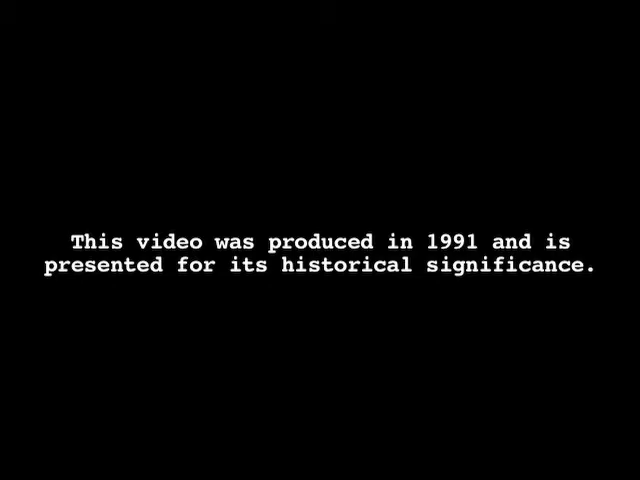 This video was produced in 1991 and is
presented for its historical significance.